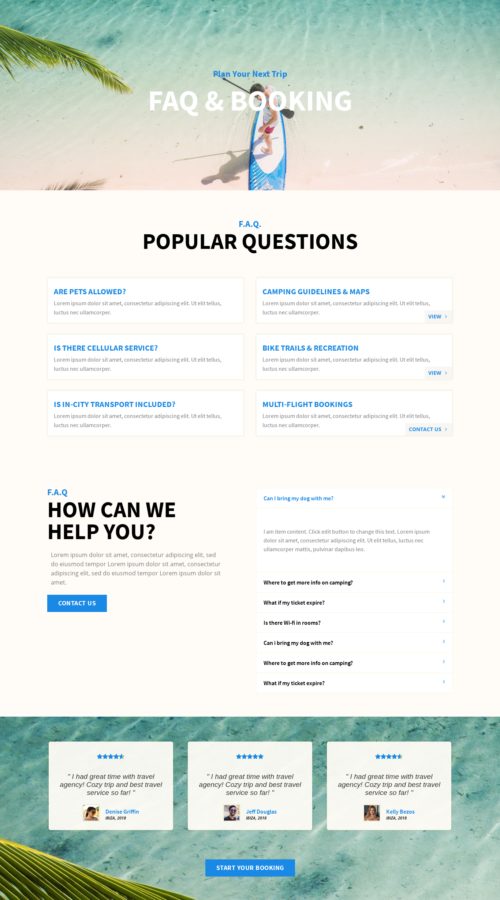 Plan Your Next Trip
FAQ & BOOKING
F.A.Q.
POPULAR QUESTIONS
ARE PETS ALLOWED?
Lorem ipsum dolor sit amet, consectetur adipiscing elit. Ut elit tellus,
luctus nec ullamcorper.
CAMPING GUIDELINES & MAPS
Lorem ipsum dolor sit amet, consectetur adipiscing elit. Ut elit tellus,
luctus nec ullamcorper.
VIEW
IS THERE CELLULAR SERVICE?
Lorem ipsum dolor sit amet, consectetur adipiscing elit. Ut elit tellus,
luctus nec ullamcorper.
BIKE TRAILS & RECREATION
Lorem ipsum dolor sit amet, consectetur adipiscing elit. Ut elit tellus,
luctus nec ullamcorper.
VIEW
IS IN-CITY TRANSPORT INCLUDED?
Lorem ipsum dolor sit amet, consectetur adipiscing elit. Ut elit tellus,
luctus nec ullamcorper.
MULTI-FLIGHT BOOKINGS
Lorem ipsum dolor sit amet, consectetur adipiscing elit. Ut elit tellus,
luctus nec ullamcorper.
CONTACT US
F.A.Q
HOW CAN WE
HELP YOU?
Lorem ipsum dolor sit amet, consectetur adipiscing elit, sed
do eiusmod tempor Lorem ipsum dolor sit amet, consectetur
adipiscing elit, sed do eiusmod tempor Lorem ipsum dolor sit
amet.
CONTACT US
Can I bring my dog with me?
I am item content. Click edit button to change this text. Lorem ipsum
dolor sit amet, consectetur adipiscing elit. Ut elit tellus, luctus nec
ullamcorper mattis, pulvinar dapibus leo.
Where to get more info on camping?
What if my ticket expire?
Is there Wi-fi in rooms?
Can I bring my dog with me?
Where to get more info on camping?
What if my ticket expire?
" I had great time with travel
agency! Cozy trip and best travel
service so far! "
Denise Griffin
IBIZA, 2018
" I had great time with travel
agency! Cozy trip and best travel
service so far! "
Jeff Douglas
IBIZA, 2018
" I had great time with travel
agency! Cozy trip and best travel
service so far! "
Kelly Bezos
IBIZA, 2018
START YOUR BOOKING